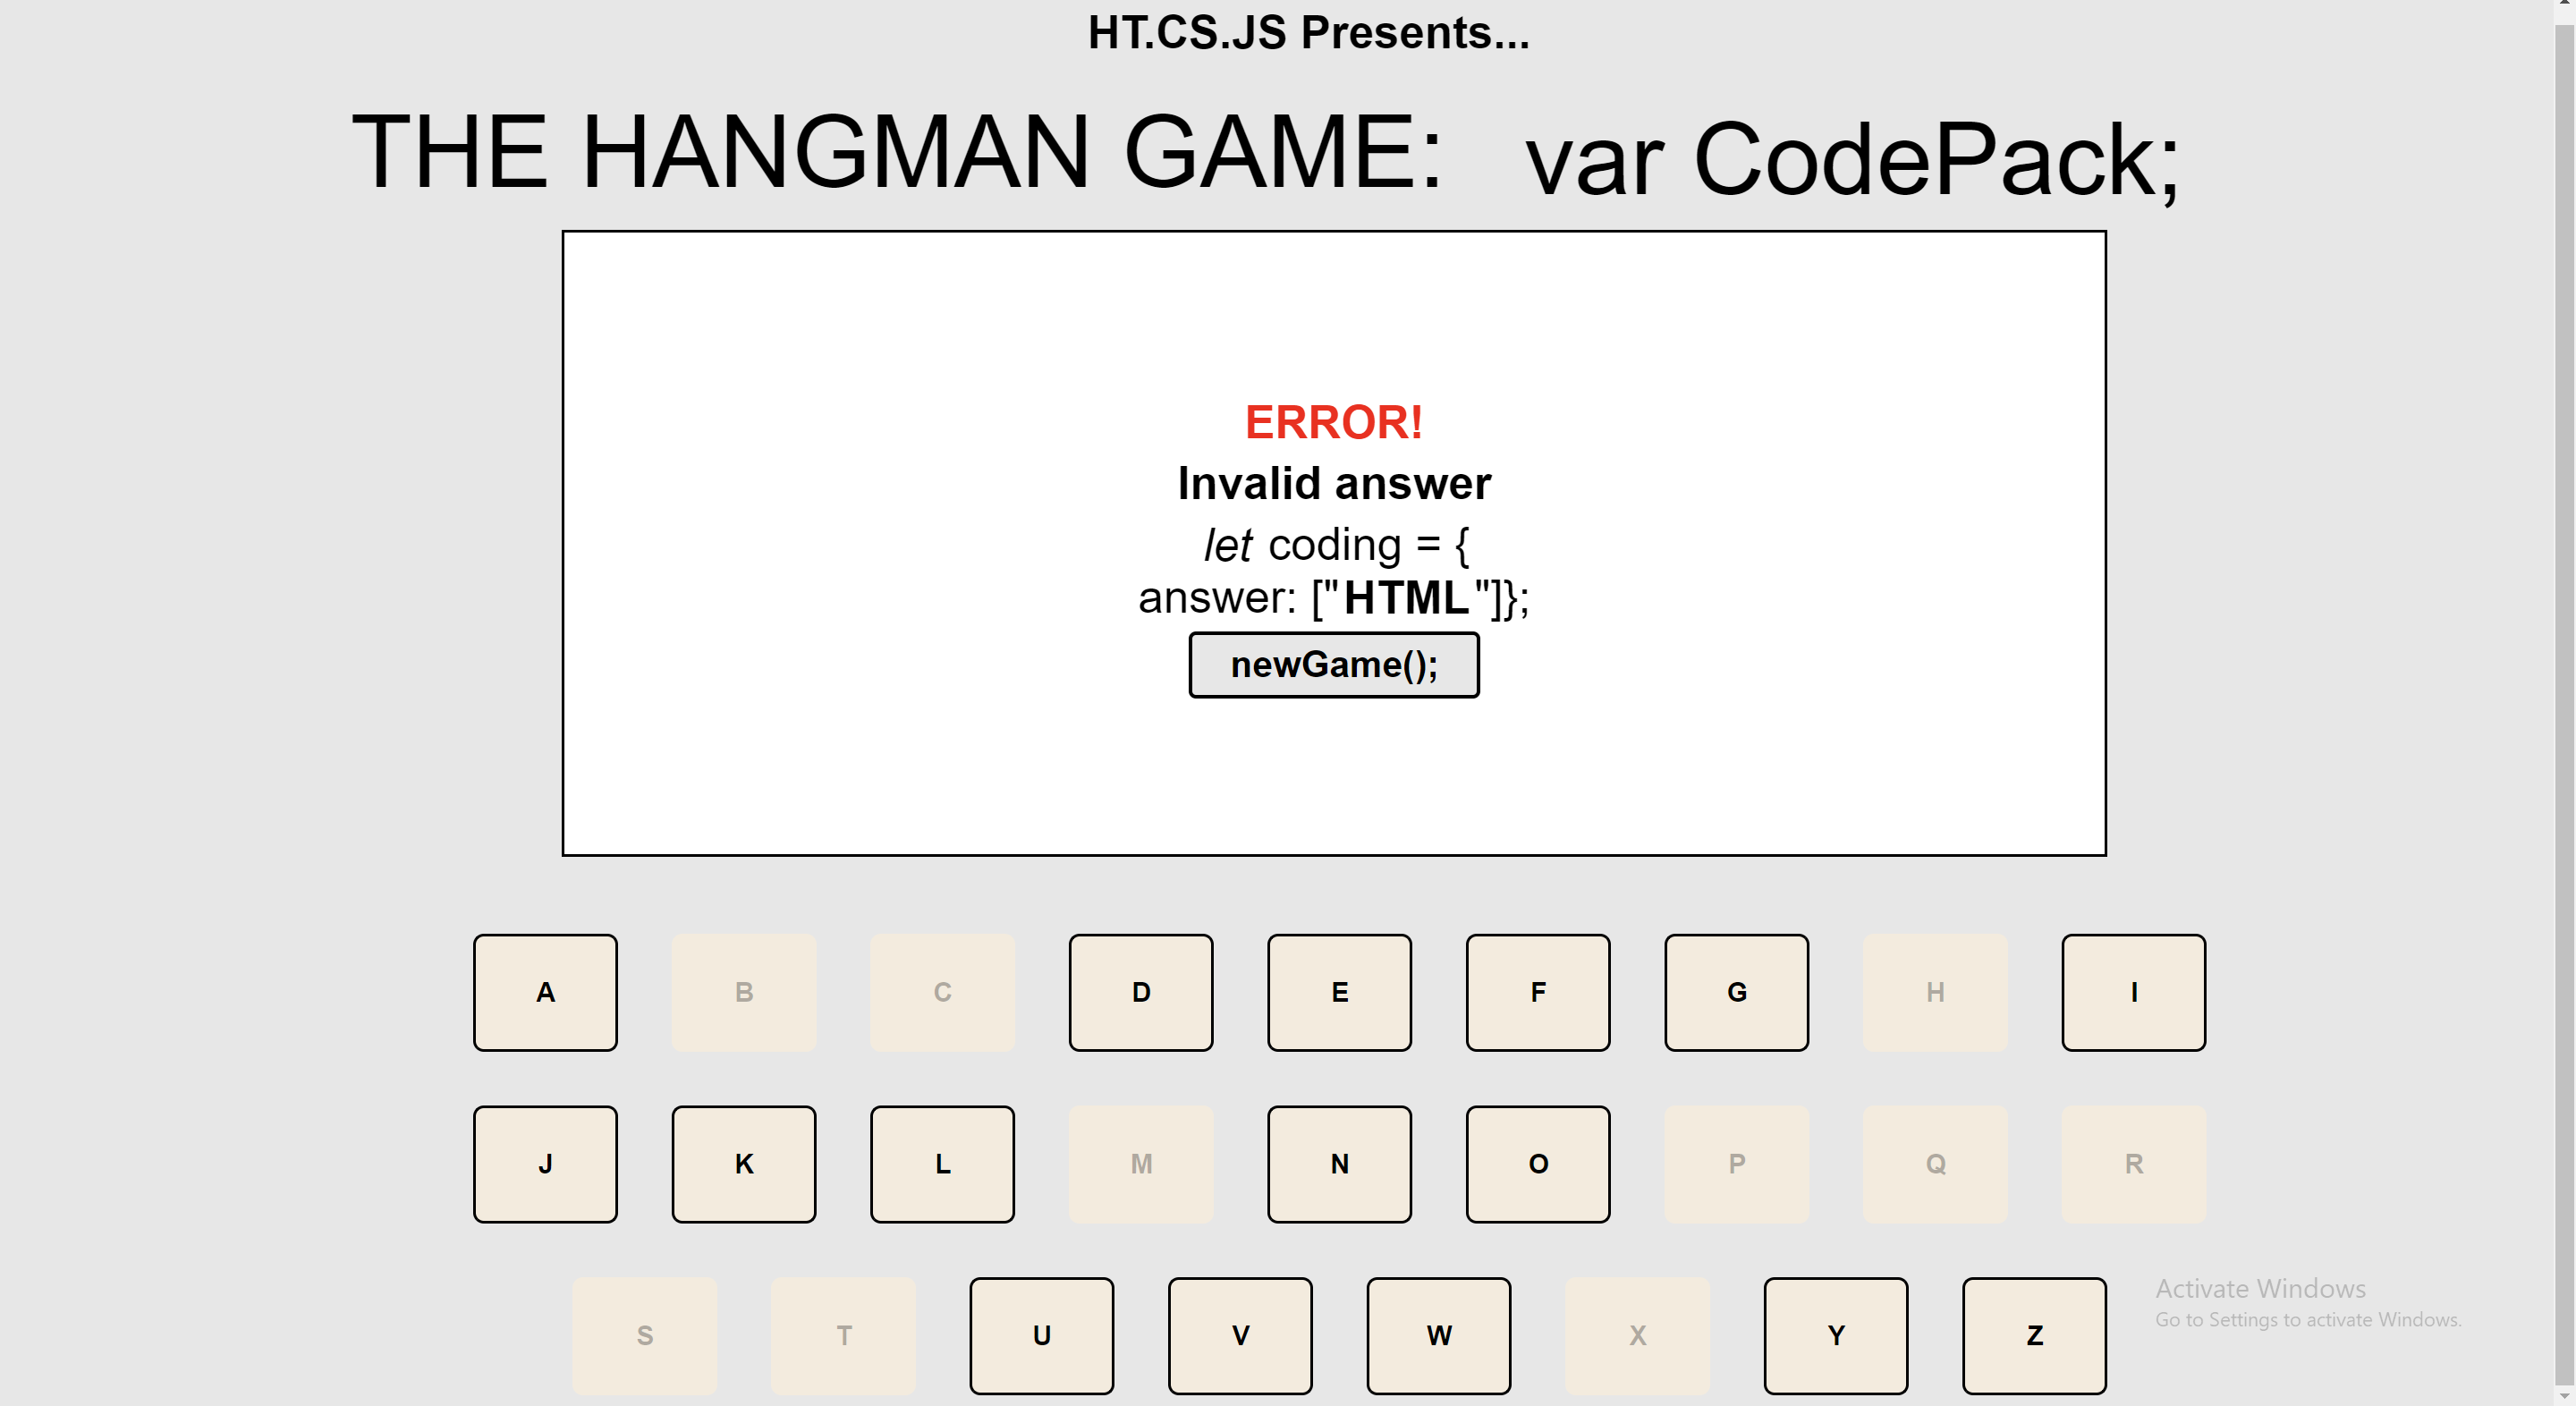 HT.CS.JS Presents...
THE HANGMAN GAME: var CodePack;
ERROR!
Invalid answer
let coding = {
answer: ["HTML"]};
newGame();
A B C D E F G H I
J K L M N O P Q R
S T U V W X Y Z
Activate Windows
Go to Settings to activate Windows.